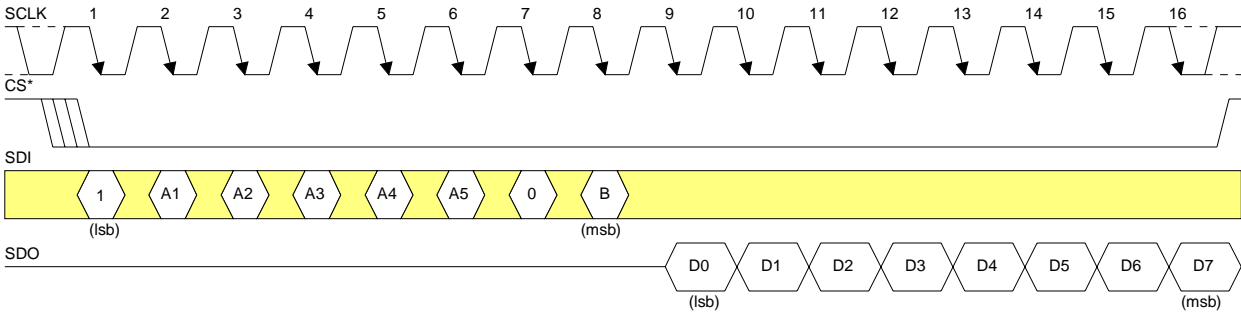 SCLK 1 2 3 4 5 6 7 8 9 10 11 12 13 14 15 16
CS*
SDI
1 A1 A2 A3 A4 A5 0 B
(lsb) (msb)
SDO
D0 D1 D2 D3 D4 D5 D6 D7
(lsb) (msb)